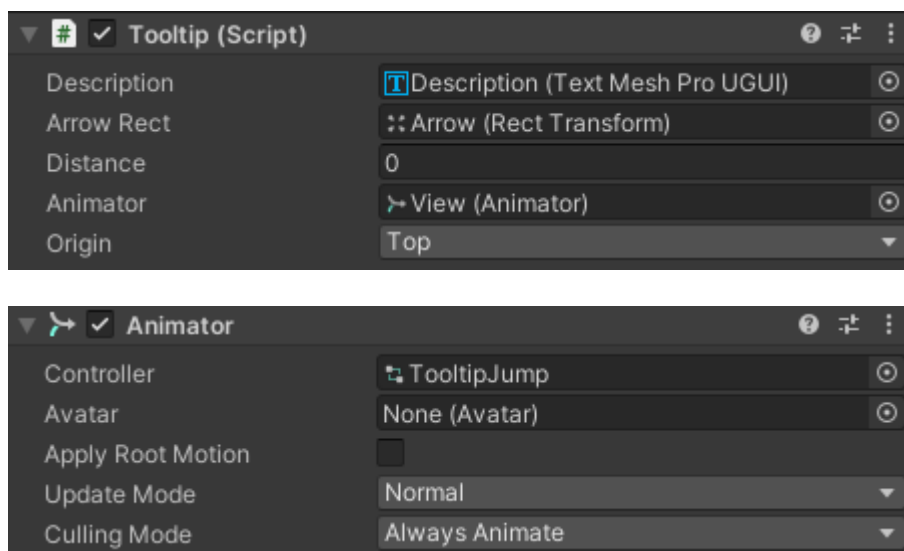 Tooltip (Script)
Description Description (Text Mesh Pro UGUI)
Arrow Rect Arrow (Rect Transform)
Distance 0
Animator View (Animator)
Origin Top
Animator
Controller TooltipJump
Avatar None (Avatar)
Apply Root Motion
Update Mode Normal
Culling Mode Always Animate